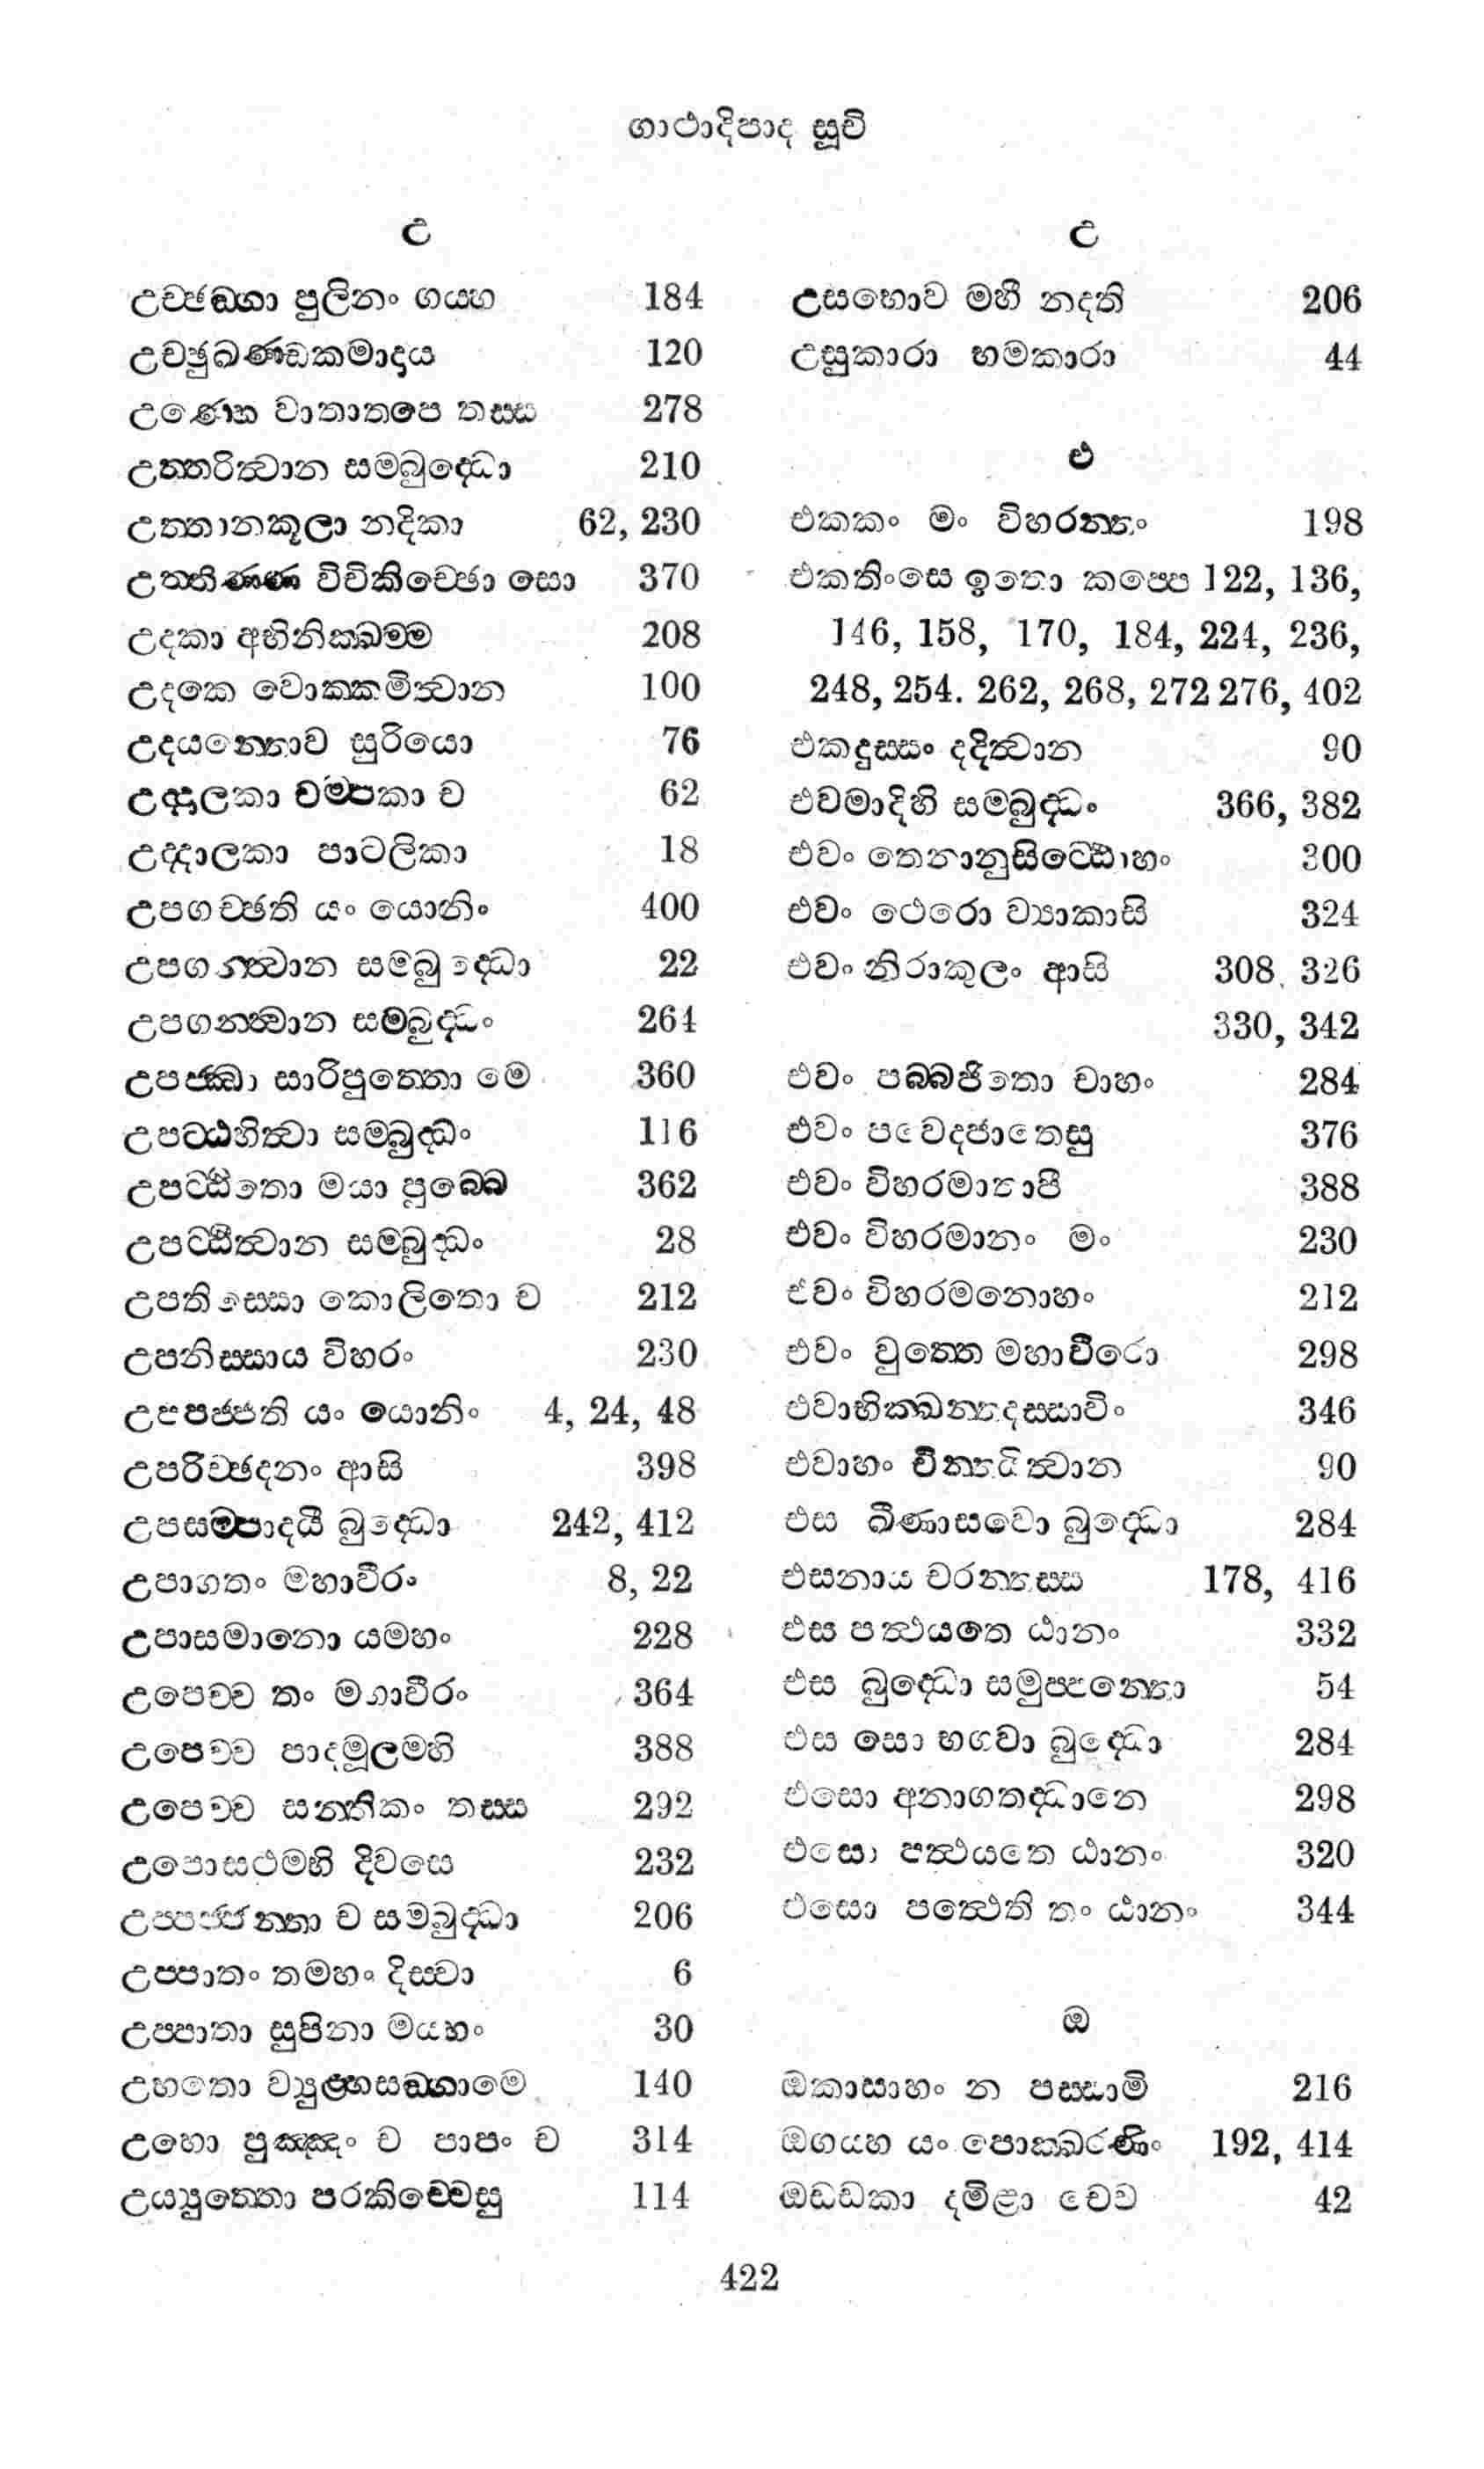 ගාථාදිපාද සූචි
උ
උච්ඡඞ්ගා පුලිනං ගය්හ 184
උච්ඡුඛණ්ඩකමාදාය 120
උණ්හෙක වාතාතපෙ තස්ස 278
උත්තරිත්වාන සම්බුද්ධො 210
උත්තානකූලා නදිකා 62, 230
උත්තිණ්ණ විචිකිච්ඡො සො 370
උදකා අභිනික්ඛම්ම 208
උදකෙ වොක්කමිත්වාන 100
උදයන්තොව සුරියො 76
උද්දාලකා චම්පකා ච 62
උද්දාලකා පාටලිකා 18
උපගච්ඡති යං යොනිං 400
උපගන්ත්වාන සම්බුද්ධො 22
උපගන්ත්වාන සම්බුද්ධං 264
උපජ්ඣා සාරිපුත්තො මෙ 360
උපට්ඨහිත්වා සම්බුද්ධං 116
උපට්ඨිතො මයා පුබ්බෙ 362
උපට්ඨිත්වාන සම්බුද්ධං 28
උපතිස්සො කොලිතො ච 212
උපනිස්සාය විහරං 230
උපපජ්ජති යං යොනිං 4, 24, 48
උපරිච්ඡදනං ආසි 398
උපසම්පාදයී බුද්ධො 242, 412
උපාගතං මහාවීරං 8, 22
උපාසමානො යමහං 228
උපෙච්ච තං මහාවීරං 364
උපෙච්ච පාදමූලම්හි 388
උපෙච්ච සන්තිකං තස්ස 292
උපොසථම්හි දිවසෙ 232
උප්පජ්ජන්තා ච සම්බුද්ධා 206
උප්පාතං තමහං දිස්වා 6
උප්පාතා සුපිනා මය්හං 30
උභතො ව්‍යුළ්හසඞ්ගාමෙ 140
උභො පුඤ්ඤං ච පාපං ච 314
උය්‍යුත්තො පරකිච්චෙසු 114
උ
උසභොව මහී නදති 206
උසුකාරා භමකාරා 44
එ
එකකං මං විහරන්තං 198
එකතිංසෙ ඉතො කප්පෙ 122, 136,
146, 158, 170, 184, 224, 236,
248, 254. 262, 268, 272 276, 402
එකදුස්සං දදිත්වාන 90
එවමාදිහි සම්බුද්ධං 366, 382
එවං තෙනානුසිට්ඨොහං 300
එවං ථෙරො ව්‍යාකාසි 324
එවං නිරාකුලං ආසි 308, 326
330, 342
එවං පබ්බජිතො චාහං 284
එවං පවෙදජාතෙසු 376
එවං විහරමානාපි 388
එවං විහරමානං මං 230
එවං විහරමනොහං 212
එවං වුත්තෙ මහාවීරො 298
එවාභික්ඛන්තදස්සාවිං 346
එවාහං චින්තයිත්වාන 90
එස ඛීණාසවො බුද්ධො 284
එසනාය චරන්තස්ස 178, 416
එස පත්ථයතෙ ඨානං 332
එස බුද්ධො සමුප්පන්නො 54
එස සො භගවා බුද්ධො 284
එසො අනාගතද්ධානෙ 298
එසො පත්ථයතෙ ඨානං 320
එසො පත්ථෙති තං ඨානං 344
ඔ
ඔකාසාහං න පස්සාමි 216
ඔගය්හ යං පොක්ඛරණිං 192, 414
ඔඩ්ඩකා දමිළා චෙව 42
422